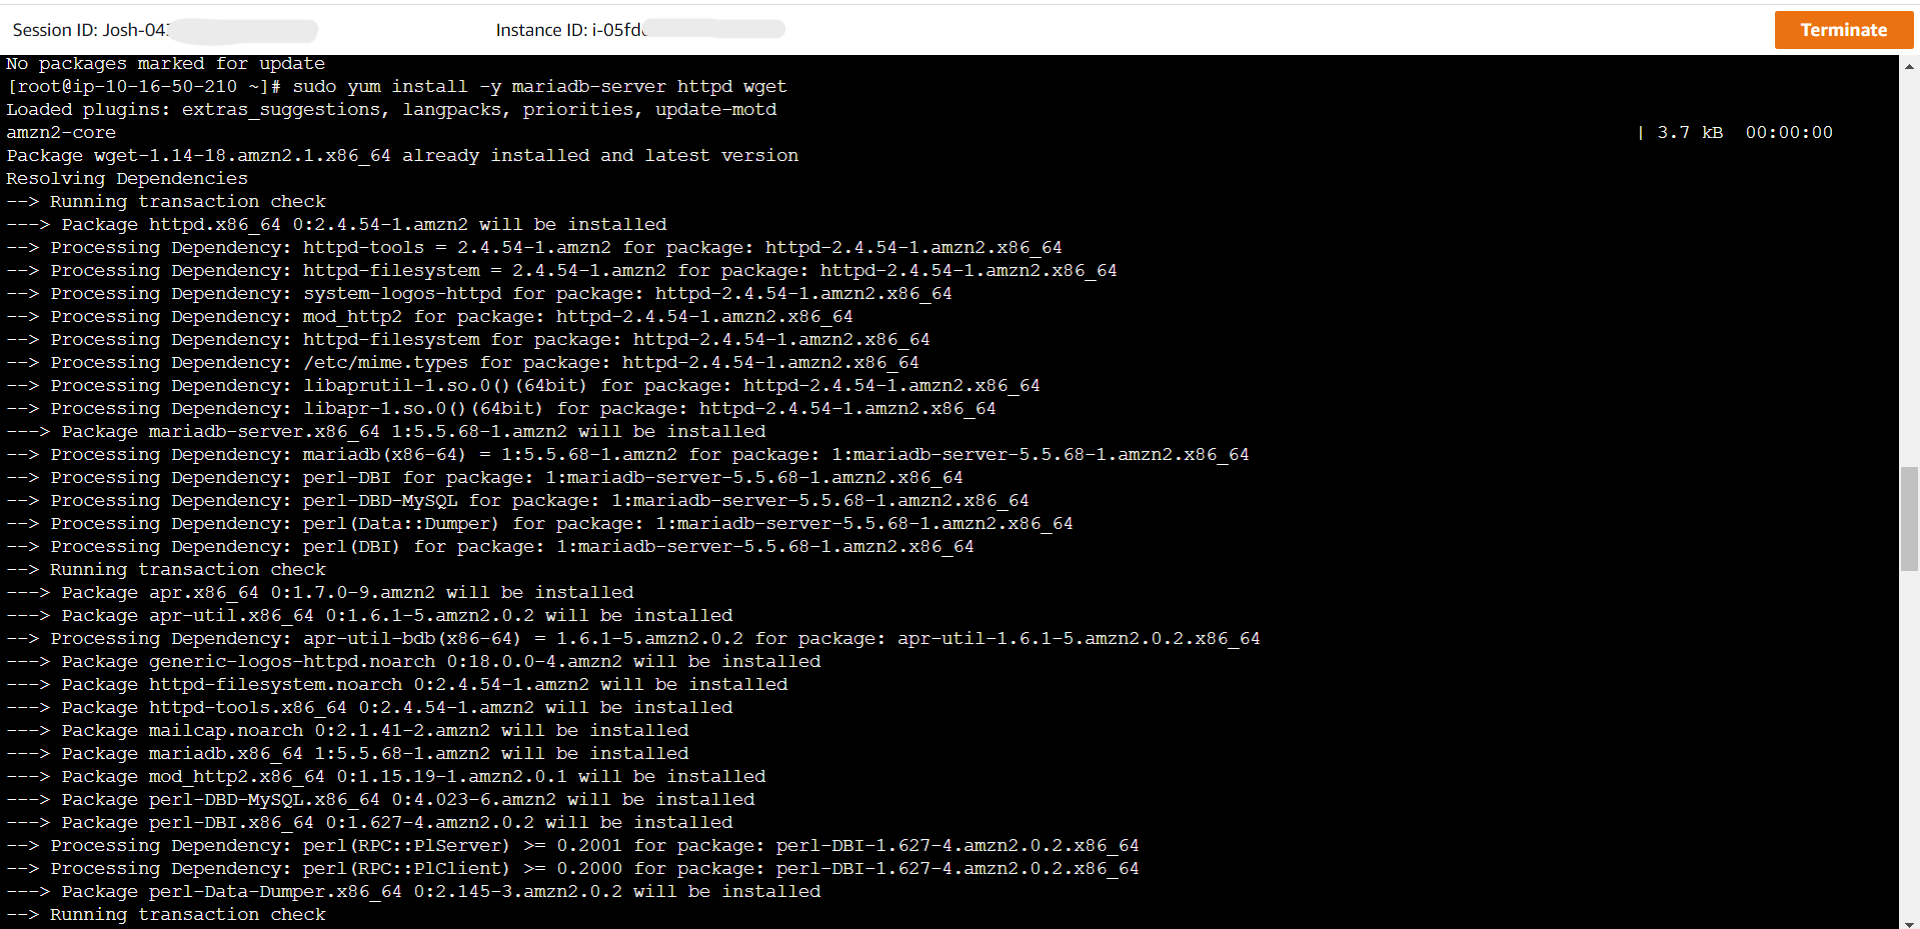 Session ID: Josh-04
Instance ID: i-05fd
Terminate
No packages marked for update
[root@ip-10-16-50-210 ~]# sudo yum install -y mariadb-server httpd wget
Loaded plugins: extras_suggestions, langpacks, priorities, update-motd
amzn2-core | 3.7 kB 00:00:00
Package wget-1.14-18.amzn2.1.x86_64 already installed and latest version
Resolving Dependencies
--> Running transaction check
---> Package httpd.x86_64 0:2.4.54-1.amzn2 will be installed
--> Processing Dependency: httpd-tools = 2.4.54-1.amzn2 for package: httpd-2.4.54-1.amzn2.x86_64
--> Processing Dependency: httpd-filesystem = 2.4.54-1.amzn2 for package: httpd-2.4.54-1.amzn2.x86_64
--> Processing Dependency: system-logos-httpd for package: httpd-2.4.54-1.amzn2.x86_64
--> Processing Dependency: mod_http2 for package: httpd-2.4.54-1.amzn2.x86_64
--> Processing Dependency: httpd-filesystem for package: httpd-2.4.54-1.amzn2.x86_64
--> Processing Dependency: /etc/mime.types for package: httpd-2.4.54-1.amzn2.x86_64
--> Processing Dependency: libaprutil-1.so.0()(64bit) for package: httpd-2.4.54-1.amzn2.x86_64
--> Processing Dependency: libapr-1.so.0()(64bit) for package: httpd-2.4.54-1.amzn2.x86_64
---> Package mariadb-server.x86_64 1:5.5.68-1.amzn2 will be installed
--> Processing Dependency: mariadb(x86-64) = 1:5.5.68-1.amzn2 for package: 1:mariadb-server-5.5.68-1.amzn2.x86_64
--> Processing Dependency: perl-DBI for package: 1:mariadb-server-5.5.68-1.amzn2.x86_64
--> Processing Dependency: perl-DBD-MySQL for package: 1:mariadb-server-5.5.68-1.amzn2.x86_64
--> Processing Dependency: perl(Data::Dumper) for package: 1:mariadb-server-5.5.68-1.amzn2.x86_64
--> Processing Dependency: perl(DBI) for package: 1:mariadb-server-5.5.68-1.amzn2.x86_64
--> Running transaction check
---> Package apr.x86_64 0:1.7.0-9.amzn2 will be installed
---> Package apr-util.x86_64 0:1.6.1-5.amzn2.0.2 will be installed
--> Processing Dependency: apr-util-bdb(x86-64) = 1.6.1-5.amzn2.0.2 for package: apr-util-1.6.1-5.amzn2.0.2.x86_64
---> Package generic-logos-httpd.noarch 0:18.0.0-4.amzn2 will be installed
---> Package httpd-filesystem.noarch 0:2.4.54-1.amzn2 will be installed
---> Package httpd-tools.x86_64 0:2.4.54-1.amzn2 will be installed
---> Package mailcap.noarch 0:2.1.41-2.amzn2 will be installed
---> Package mariadb.x86_64 1:5.5.68-1.amzn2 will be installed
---> Package mod_http2.x86_64 0:1.15.19-1.amzn2.0.1 will be installed
---> Package perl-DBD-MySQL.x86_64 0:4.023-6.amzn2 will be installed
---> Package perl-DBI.x86_64 0:1.627-4.amzn2.0.2 will be installed
--> Processing Dependency: perl(RPC::PlServer) >= 0.2001 for package: perl-DBI-1.627-4.amzn2.0.2.x86_64
--> Processing Dependency: perl(RPC::PlClient) >= 0.2000 for package: perl-DBI-1.627-4.amzn2.0.2.x86_64
---> Package perl-Data-Dumper.x86_64 0:2.145-3.amzn2.0.2 will be installed
--> Running transaction check